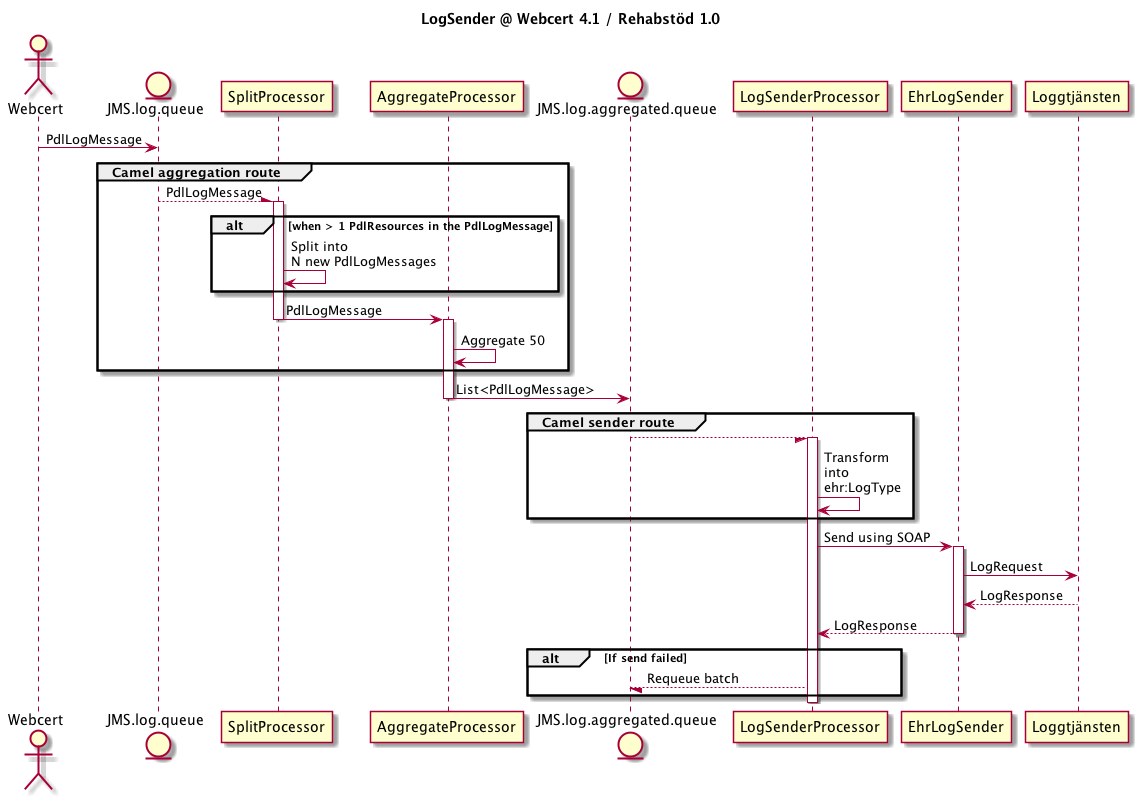 LogSender @ Webcert 4.1 / Rehabstöd 1.0
Webcert
JMS.log.queue
SplitProcessor
AggregateProcessor
JMS.log.aggregated.queue
LogSenderProcessor
EhrLogSender
Loggtjänsten
PdlLogMessage
Camel aggregation route
PdlLogMessage
alt
[when > 1 PdlResources in the PdlLogMessage]
Split into
N new PdlLogMessages
PdlLogMessage
Aggregate 50
List<PdlLogMessage>
Camel sender route
Transform
into
ehr:LogType
Send using SOAP
LogRequest
LogResponse
LogResponse
alt
[If send failed]
Requeue batch
Webcert
JMS.log.queue
SplitProcessor
AggregateProcessor
JMS.log.aggregated.queue
LogSenderProcessor
EhrLogSender
Loggtjänsten